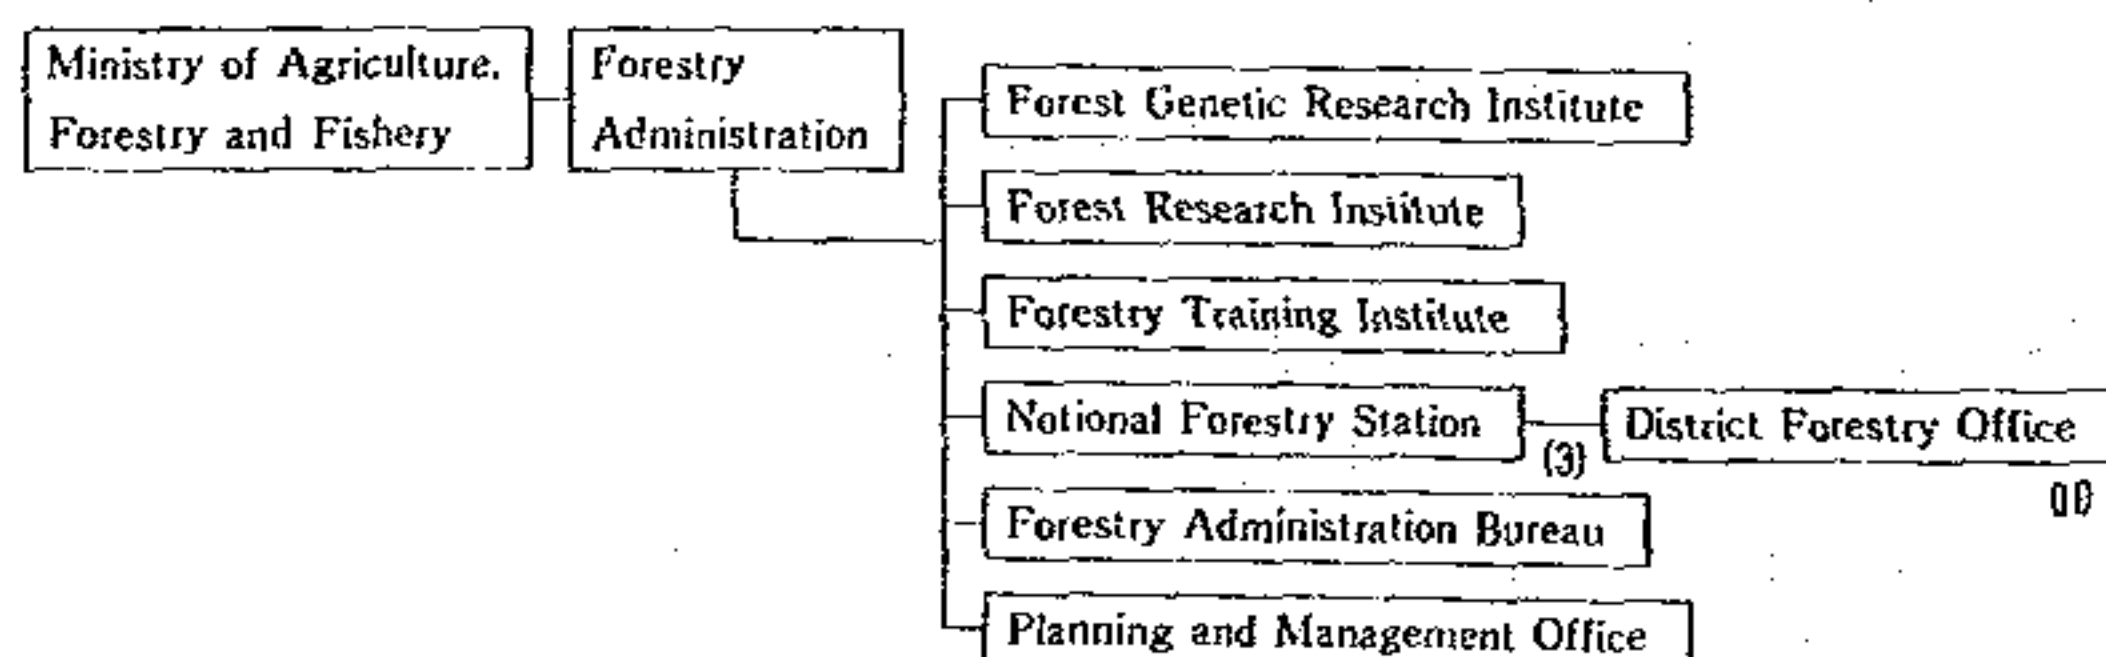 Ministry of Agriculture.
Forestry and Fishery
Forestry
Administration
Forest Genetic Research Institute
Forest Research Institute
Forestry Training Institute
Notional Forestry Station
(3)
District Forestry Office
Forestry Administration Bureau
Planning and Management Office